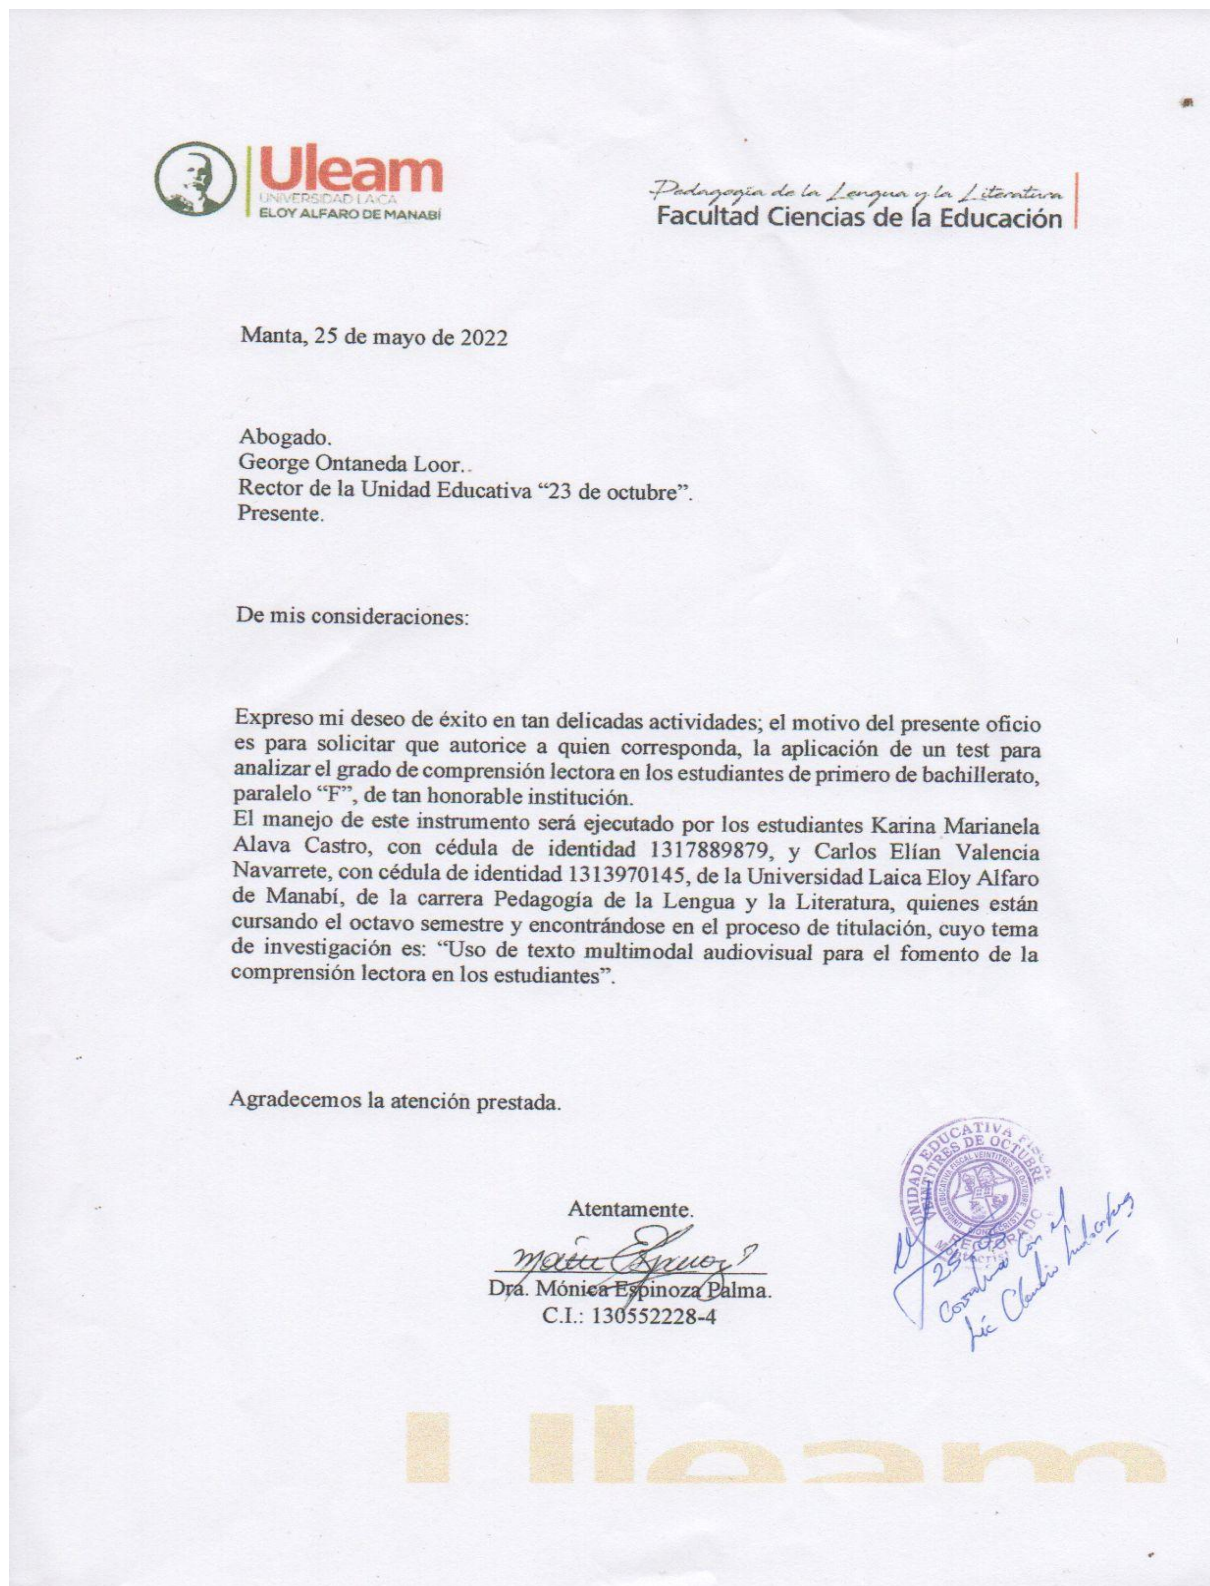 Uleam
UNIVERSIDAD LAICA
ELOY ALFARO DE MANABÍ
Pedagogía de la Lengua y la Literatura
Facultad Ciencias de la Educación
Manta, 25 de mayo de 2022
Abogado.
George Ontaneda Loor..
Rector de la Unidad Educativa “23 de octubre”.
Presente.
De mis consideraciones:
Expreso mi deseo de éxito en tan delicadas actividades; el motivo del presente oficio
es para solicitar que autorice a quien corresponda, la aplicación de un test para
analizar el grado de comprensión lectora en los estudiantes de primero de bachillerato,
paralelo “F”, de tan honorable institución.
El manejo de este instrumento será ejecutado por los estudiantes Karina Marianela
Alava Castro, con cédula de identidad 1317889879, y Carlos Elían Valencia
Navarrete, con cédula de identidad 1313970145, de la Universidad Laica Eloy Alfaro
de Manabí, de la carrera Pedagogía de la Lengua y la Literatura, quienes están
cursando el octavo semestre y encontrándose en el proceso de titulación, cuyo tema
de investigación es: “Uso de texto multimodal audiovisual para el fomento de la
comprensión lectora en los estudiantes”.
Agradecemos la atención prestada.
UNIDAD EDUCATIVA FISCAL
VEINTITRES DE OCTUBRE
Atentamente.
Dra. Mónica Espinoza Palma.
C.I.: 130552228-4
con el
Lic Claudio
Uleam